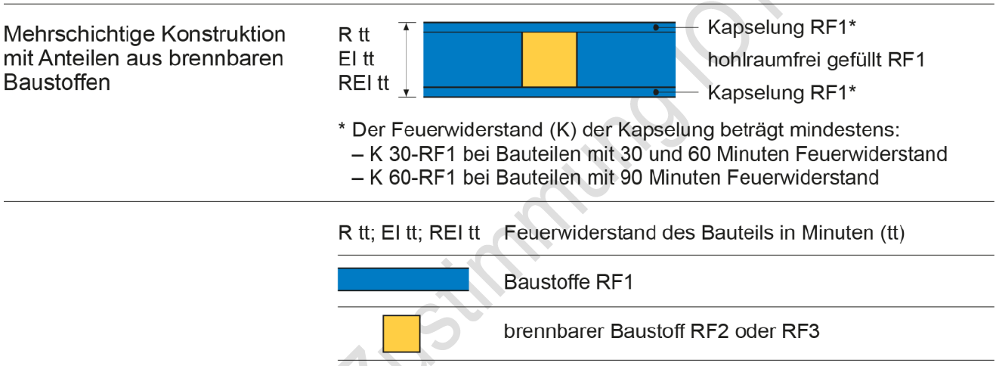 Mehrschichtige Konstruktion
mit Anteilen aus brennbaren
Baustoffen
R tt
EI tt
REI tt
Kapselung RF1*
hohlraumfrei gefüllt RF1
Kapselung RF1*
* Der Feuerwiderstand (K) der Kapselung beträgt mindestens:
– K 30-RF1 bei Bauteilen mit 30 und 60 Minuten Feuerwiderstand
– K 60-RF1 bei Bauteilen mit 90 Minuten Feuerwiderstand
R tt; EI tt; REI tt Feuerwiderstand des Bauteils in Minuten (tt)
Baustoffe RF1
brennbarer Baustoff RF2 oder RF3
Zustimmung